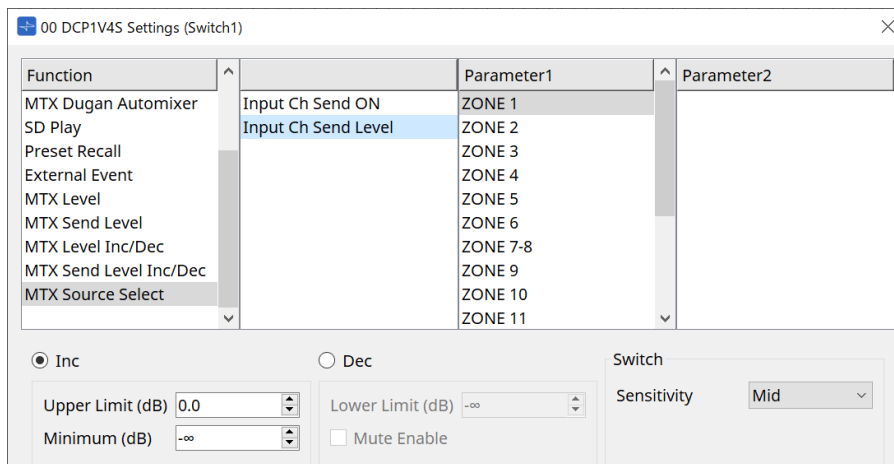 00 DCP1V4S Settings (Switch1)
Function Parameter1 Parameter2
MTX Dugan Automixer Input Ch Send ON ZONE 1
SD Play Input Ch Send Level ZONE 2
Preset Recall ZONE 3
External Event ZONE 4
MTX Level ZONE 5
MTX Send Level ZONE 6
MTX Level Inc/Dec ZONE 7-8
MTX Send Level Inc/Dec ZONE 9
MTX Source Select ZONE 10
ZONE 11
Inc Dec Switch
Upper Limit (dB) 0.0 Lower Limit (dB) -∞ Sensitivity Mid
Minimum (dB) -∞ Mute Enable